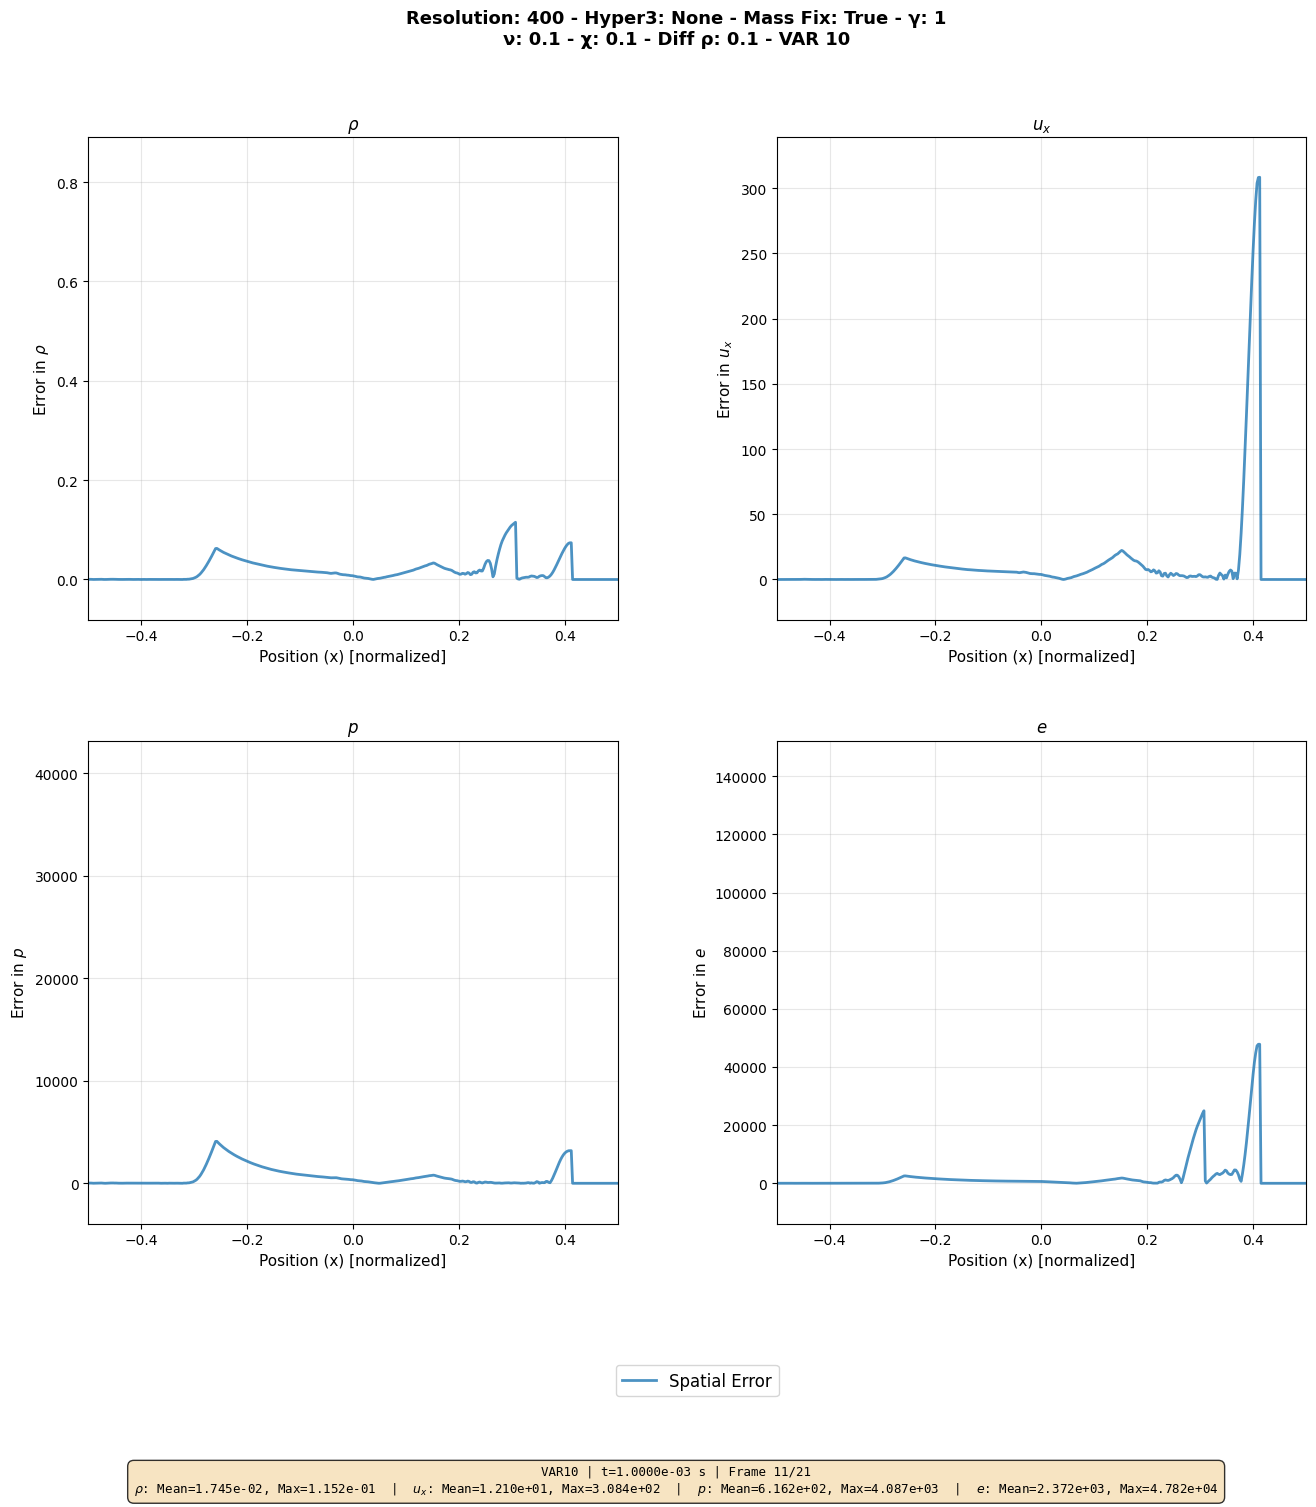 Resolution: 400 - Hyper3: None - Mass Fix: True - γ: 1
ν: 0.1 - χ: 0.1 - Diff ρ: 0.1 - VAR 10
ρ
Error in ρ
0.8
0.6
0.4
0.2
0.0
−0.4 −0.2 0.0 0.2 0.4
Position (x) [normalized]
uₓ
Error in uₓ
300
250
200
150
100
50
0
−0.4 −0.2 0.0 0.2 0.4
Position (x) [normalized]
p
Error in p
40000
30000
20000
10000
0
−0.4 −0.2 0.0 0.2 0.4
Position (x) [normalized]
e
Error in e
140000
120000
100000
80000
60000
40000
20000
0
−0.4 −0.2 0.0 0.2 0.4
Position (x) [normalized]
Spatial Error
VAR10 | t=1.0000e-03 s | Frame 11/21
ρ: Mean=1.745e-02, Max=1.152e-01 | uₓ: Mean=1.210e+01, Max=3.084e+02 | p: Mean=6.162e+02, Max=4.087e+03 | e: Mean=2.372e+03, Max=4.782e+04